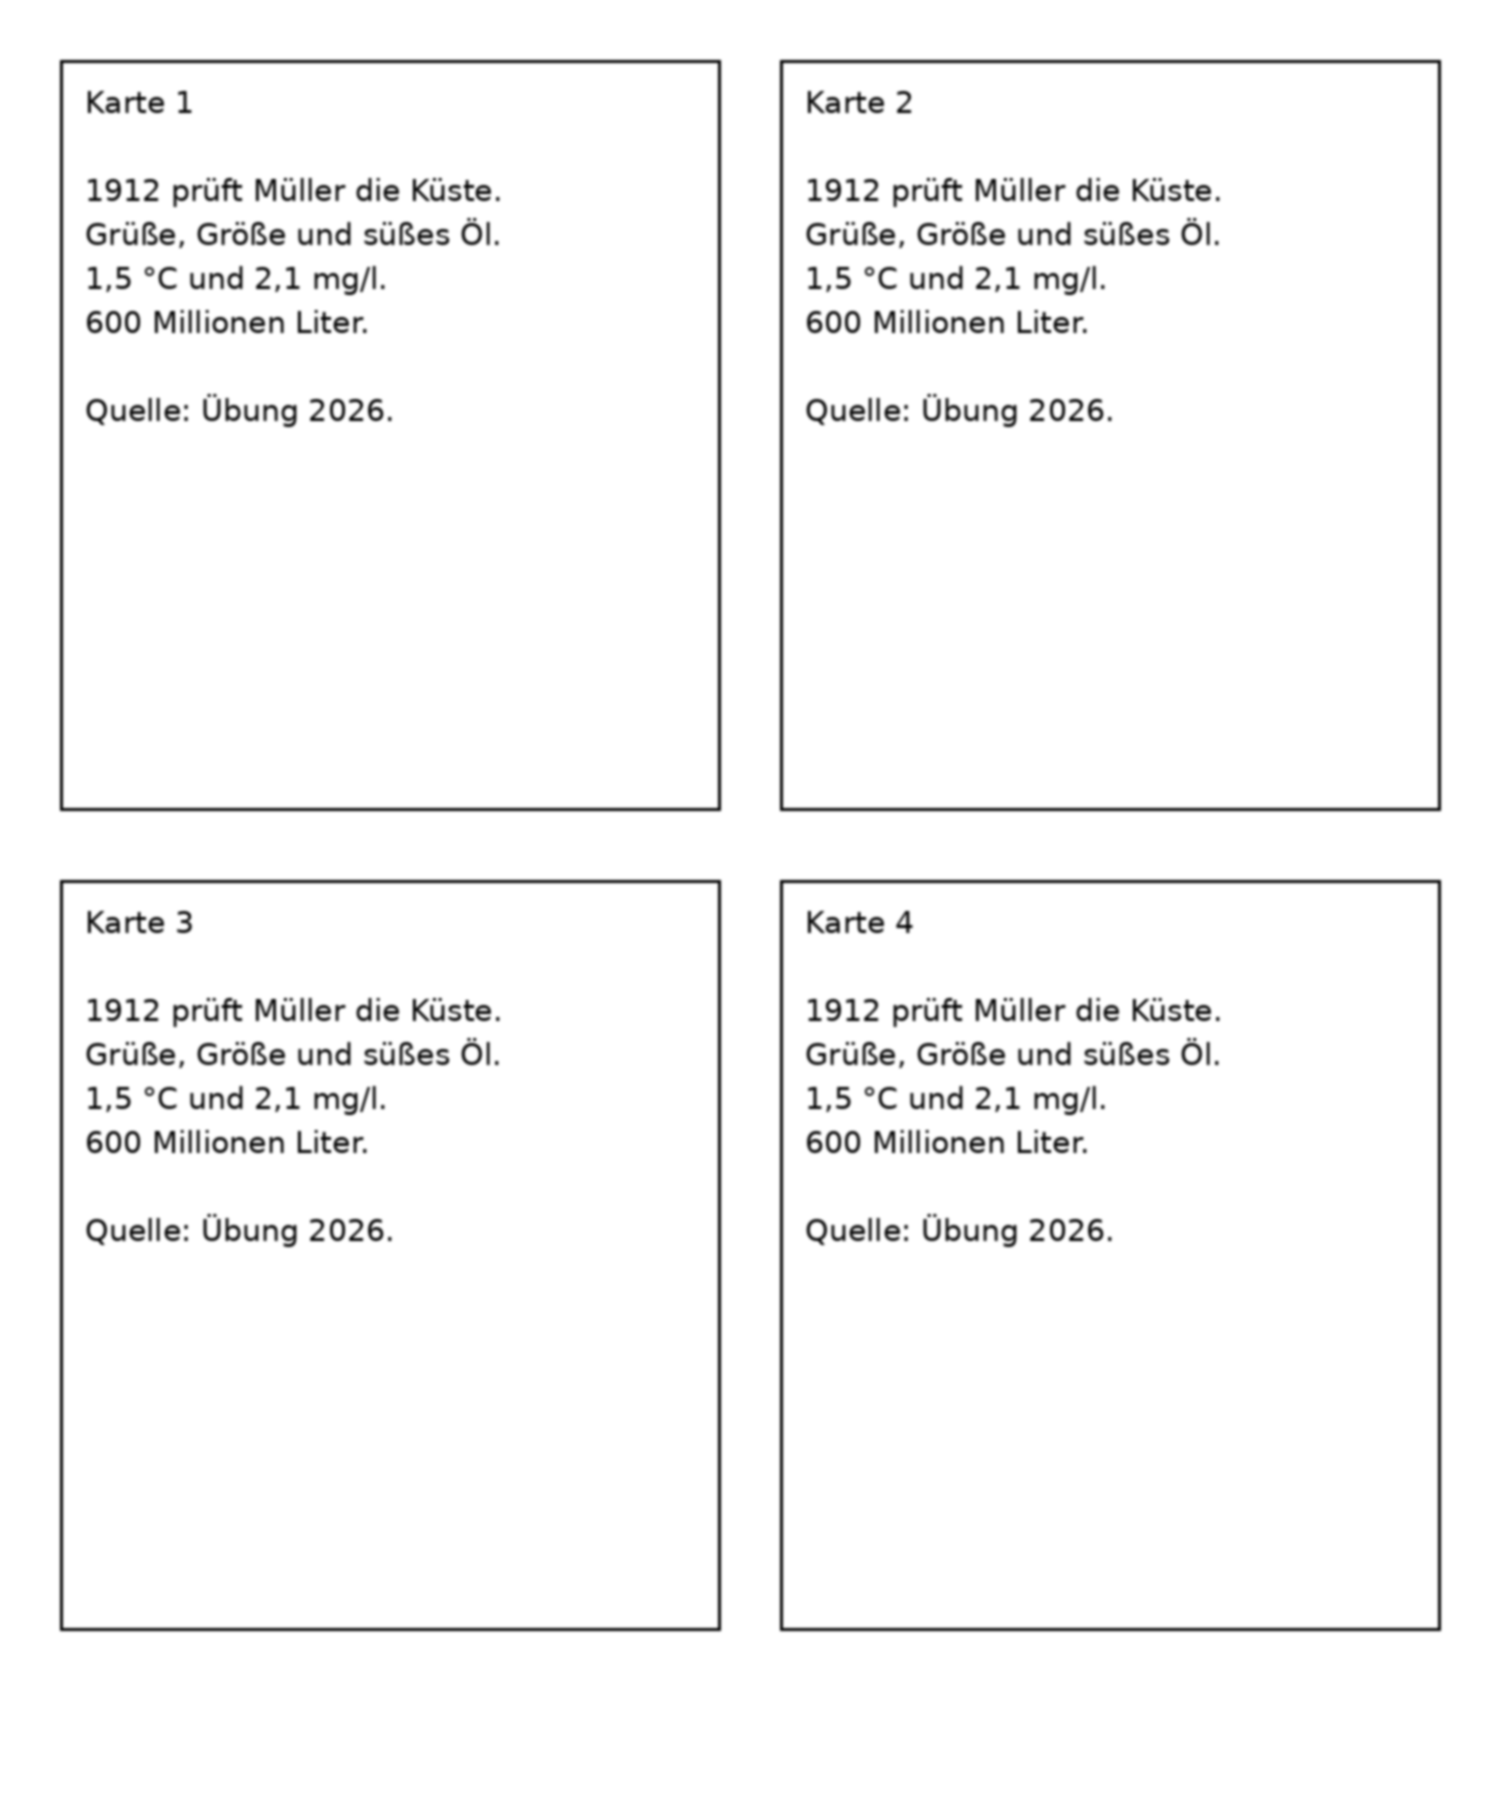 Karte 1
1912 prüft Müller die Küste.
Grüße, Größe und süßes Öl.
1,5 °C und 2,1 mg/l.
600 Millionen Liter.
Quelle: Übung 2026.
Karte 2
1912 prüft Müller die Küste.
Grüße, Größe und süßes Öl.
1,5 °C und 2,1 mg/l.
600 Millionen Liter.
Quelle: Übung 2026.
Karte 3
1912 prüft Müller die Küste.
Grüße, Größe und süßes Öl.
1,5 °C und 2,1 mg/l.
600 Millionen Liter.
Quelle: Übung 2026.
Karte 4
1912 prüft Müller die Küste.
Grüße, Größe und süßes Öl.
1,5 °C und 2,1 mg/l.
600 Millionen Liter.
Quelle: Übung 2026.